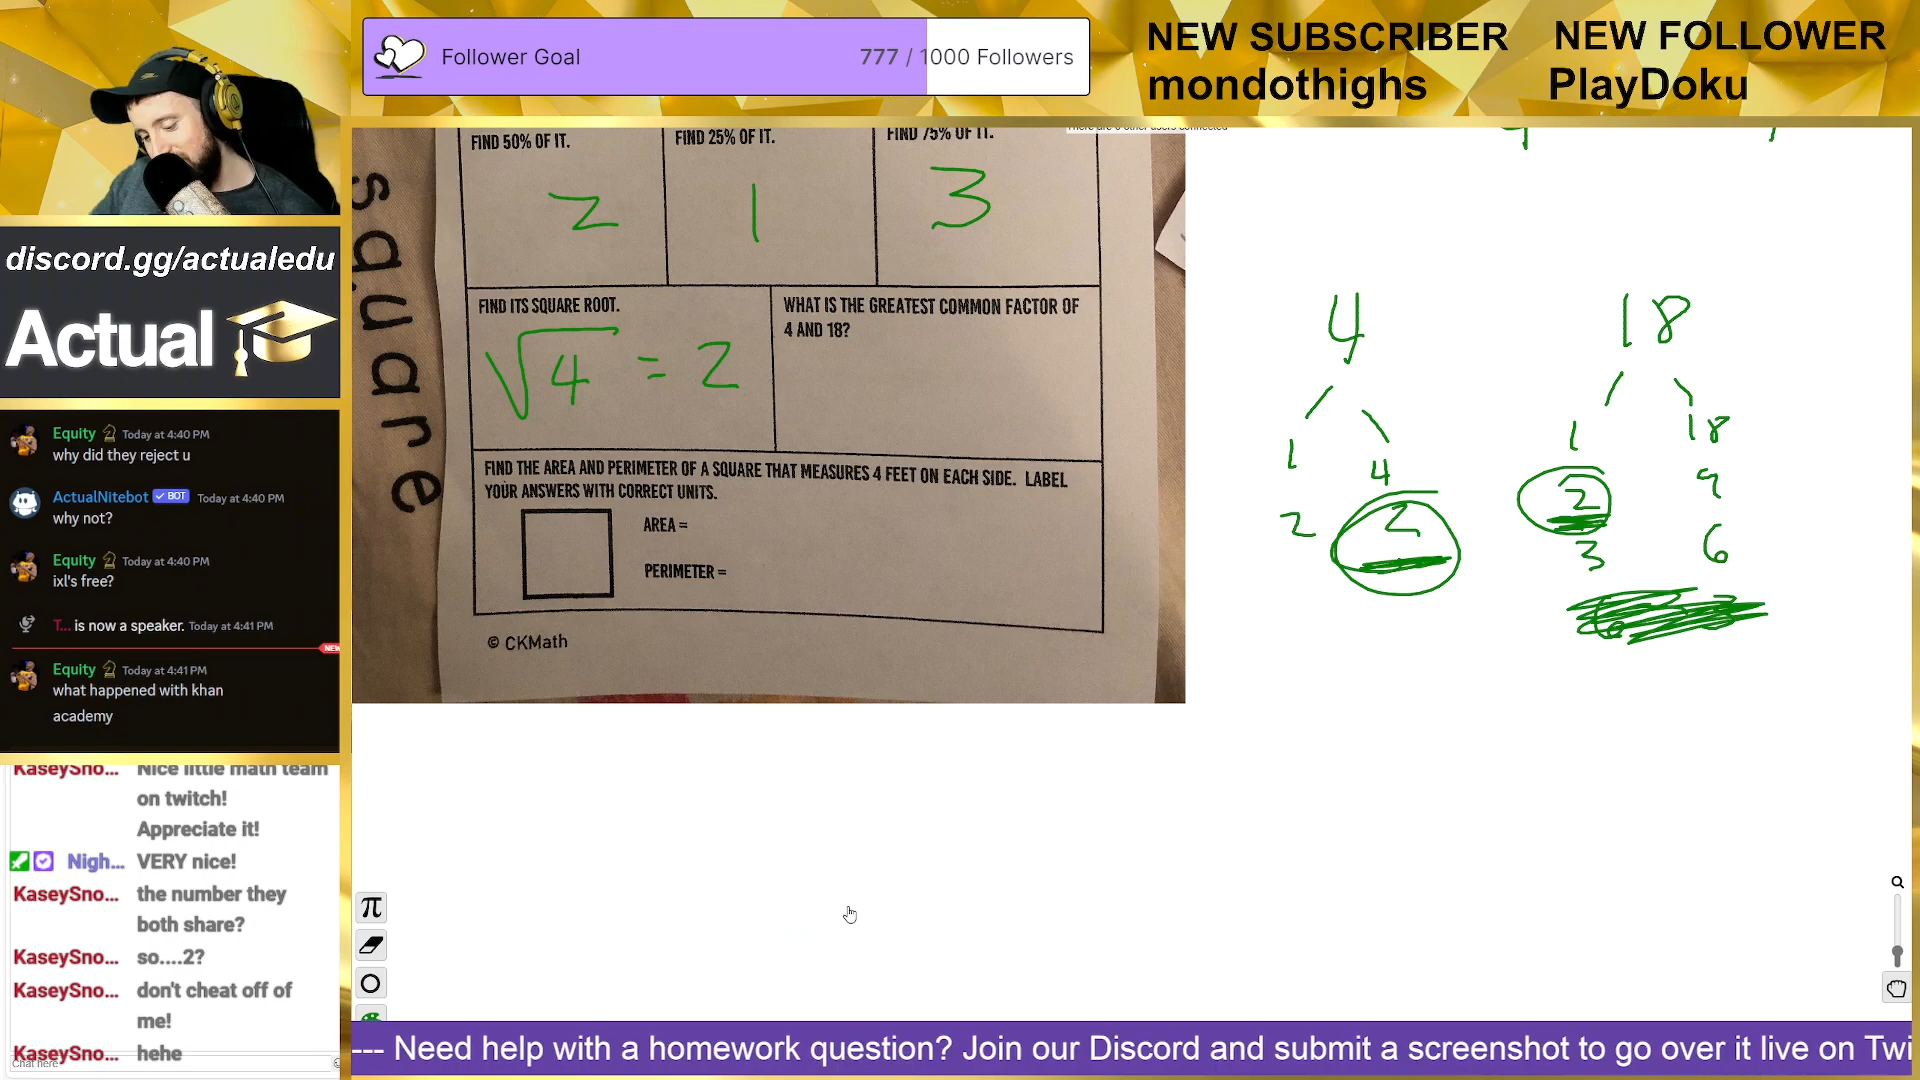 Follower Goal
777 / 1000 Followers
NEW SUBSCRIBER
mondothighs
NEW FOLLOWER
PlayDoku
discord.gg/actualedu
Actual
Equity Today at 4:40 PM
why did they reject u
ActualNitebot BOT Today at 4:40 PM
why not?
Equity Today at 4:40 PM
ixl's free?
T... is now a speaker. Today at 4:41 PM
NEW
Equity Today at 4:41 PM
what happened with khan
academy
KaseySno... Nice little math team
on twitch!
Appreciate it!
Nigh... VERY nice!
KaseySno... the number they
both share?
KaseySno... so....2?
KaseySno... don't cheat off of
me!
KaseySno... hehe
Chat here
square
FIND 50% OF IT.
2
FIND 25% OF IT.
1
FIND 75% OF IT.
3
FIND ITS SQUARE ROOT.
√4 = 2
WHAT IS THE GREATEST COMMON FACTOR OF
4 AND 18?
FIND THE AREA AND PERIMETER OF A SQUARE THAT MEASURES 4 FEET ON EACH SIDE. LABEL
YOUR ANSWERS WITH CORRECT UNITS.
AREA =
PERIMETER =
© CKMath
4
1 4
2 2
18
1 18
2 9
3 6
π
--- Need help with a homework question? Join our Discord and submit a screenshot to go over it live on Twi